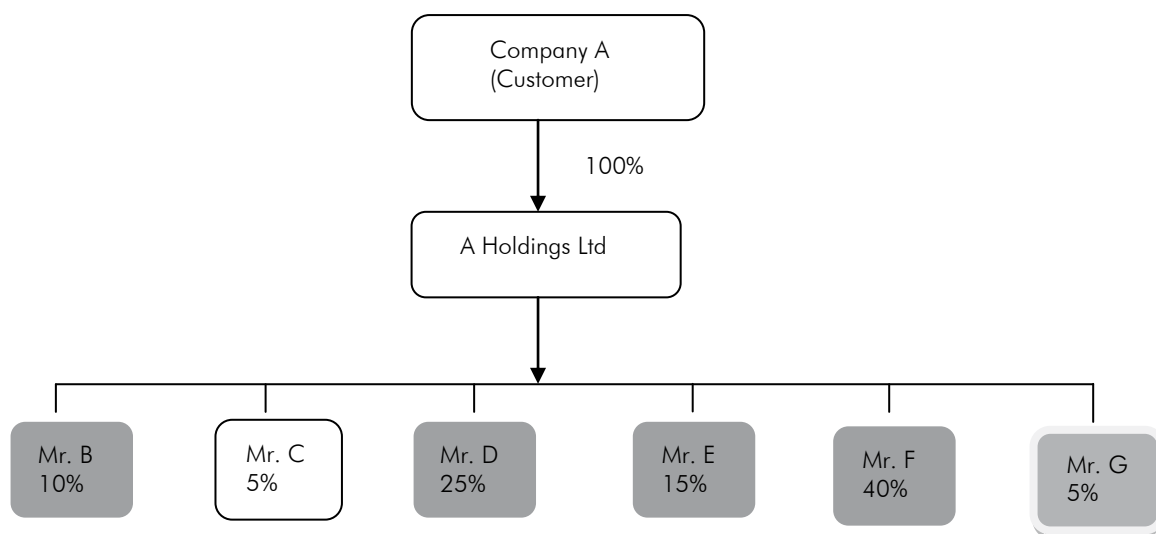 Company A
(Customer)
100%
A Holdings Ltd
Mr. B
10%
Mr. C
5%
Mr. D
25%
Mr. E
15%
Mr. F
40%
Mr. G
5%